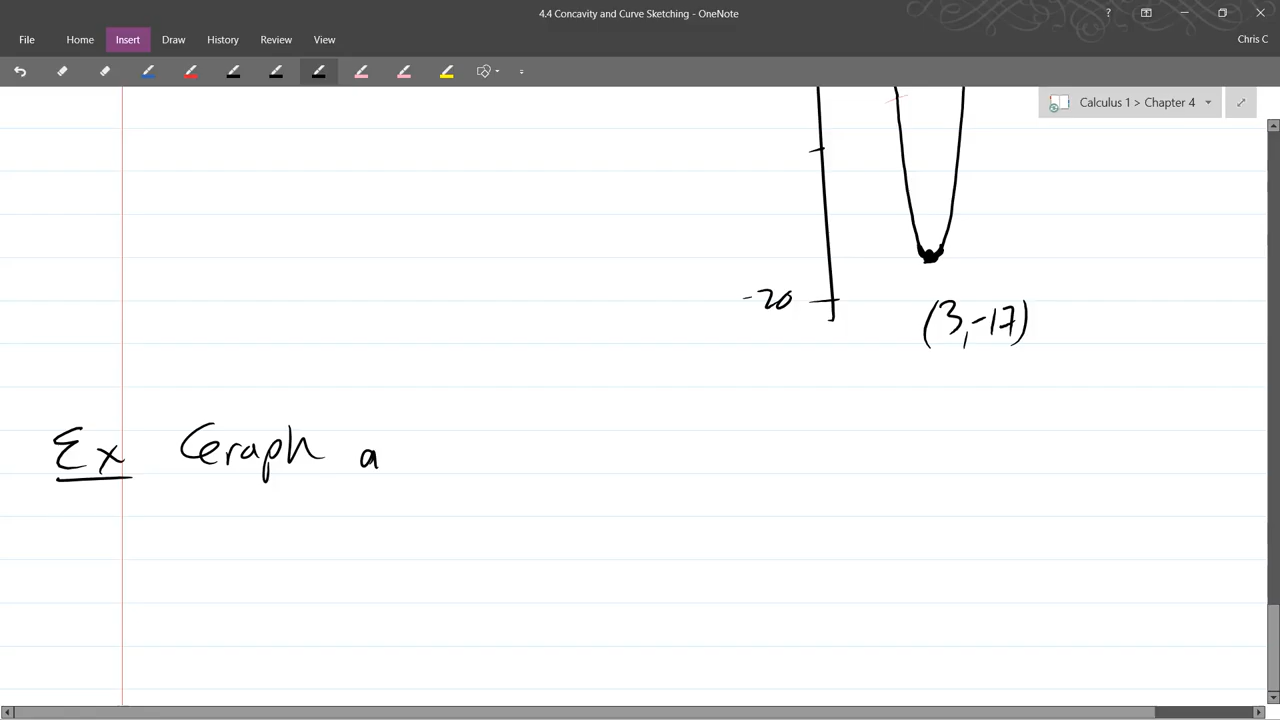 4.4 Concavity and Curve Sketching - OneNote
File Home Insert Draw History Review View
Chris C
Calculus 1 > Chapter 4
-20
(3,-17)
Ex Graph a